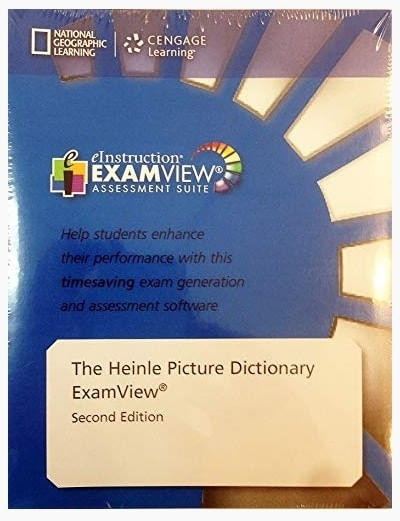 NATIONAL
GEOGRAPHIC
LEARNING
CENGAGE
Learning®
eInstruction®
EXAMVIEW®
ASSESSMENT SUITE
Help students enhance
their performance with this
timesaving exam generation
and assessment software
The Heinle Picture Dictionary
ExamView®
Second Edition